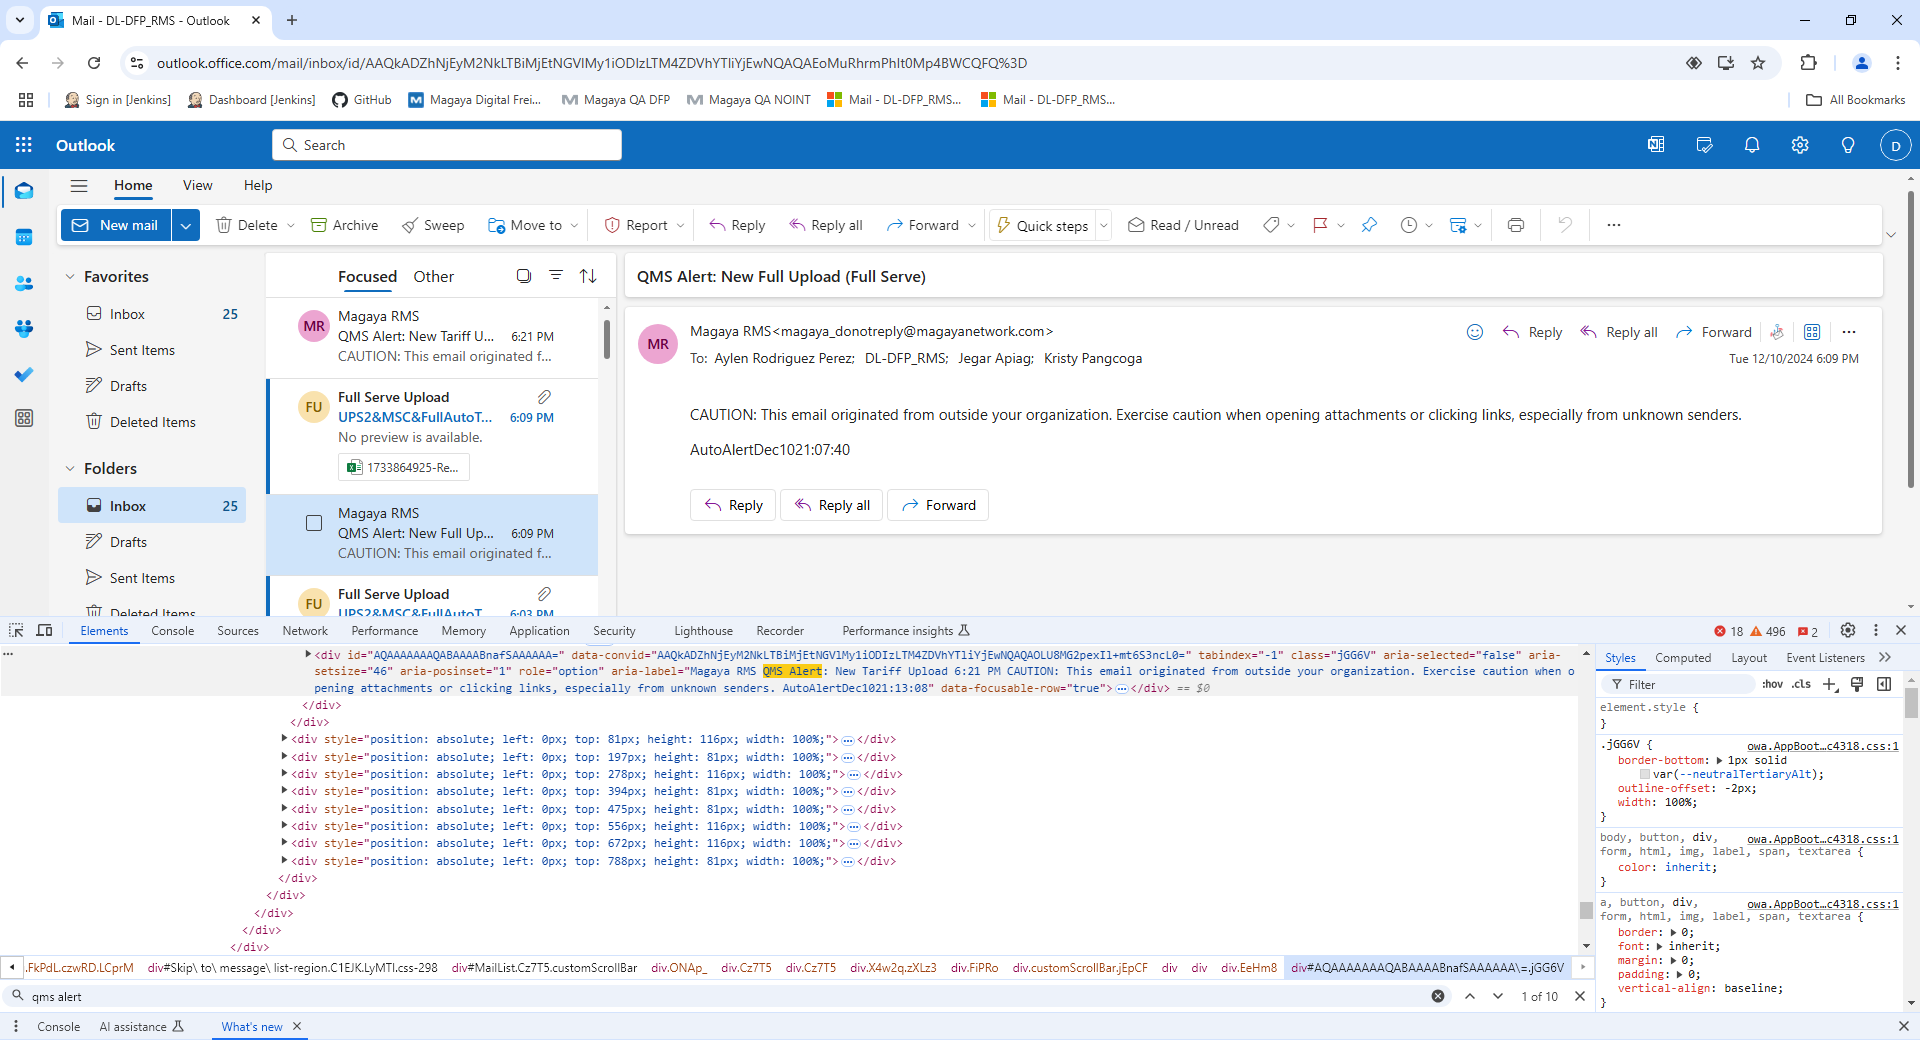 Mail - DL-DFP_RMS - Outlook
outlook.office.com/mail/inbox/id/AAQkADZhNjEyM2NkLTBiMjEtNGVlMy1iODIzLTM4ZDVhYTliYjEwNQAQAEoMuRhrmPhIt0Mp4BWCQFQ%3D
Sign in [Jenkins]
Dashboard [Jenkins]
GitHub
Magaya Digital Frei...
Magaya QA DFP
Magaya QA NOINT
Mail - DL-DFP_RMS...
Mail - DL-DFP_RMS...
All Bookmarks
Outlook
Search
D
Home
View
Help
New mail
Delete
Archive
Sweep
Move to
Report
Reply
Reply all
Forward
Quick steps
Read / Unread
Favorites
Inbox 25
Sent Items
Drafts
Deleted Items
Folders
Inbox 25
Drafts
Sent Items
Deleted Items
Focused
Other
MR
Magaya RMS
QMS Alert: New Tariff U... 6:21 PM
CAUTION: This email originated f...
FU
Full Serve Upload
UPS2&MSC&FullAutoT... 6:09 PM
No preview is available.
1733864925-Re...
Magaya RMS
QMS Alert: New Full Up... 6:09 PM
CAUTION: This email originated f...
FU
Full Serve Upload
UPS2&MSC&FullAutoT... 6:03 PM
QMS Alert: New Full Upload (Full Serve)
MR
Magaya RMS<magaya_donotreply@magayanetwork.com>
To: Aylen Rodriguez Perez; DL-DFP_RMS; Jegar Apiag; Kristy Pangcoga
Reply
Reply all
Forward
Tue 12/10/2024 6:09 PM
CAUTION: This email originated from outside your organization. Exercise caution when opening attachments or clicking links, especially from unknown senders.
AutoAlertDec1021:07:40
Reply
Reply all
Forward
Elements
Console
Sources
Network
Performance
Memory
Application
Security
Lighthouse
Recorder
Performance insights
18
496
2
<div id="AQAAAAAAAQABAAAABnafSAAAAAA=" data-convid="AAQkADZhNjEyM2NkLTBiMjEtNGVlMy1iODIzLTM4ZDVhYTliYjEwNQAQAOLU8MG2pexIl+mt6S3ncL0=" tabindex="-1" class="jGG6V" aria-selected="false" aria-
setsize="46" aria-posinset="1" role="option" aria-label="Magaya RMS QMS Alert: New Tariff Upload 6:21 PM CAUTION: This email originated from outside your organization. Exercise caution when o
pening attachments or clicking links, especially from unknown senders. AutoAlertDec1021:13:08" data-focusable-row="true">…</div> == $0
</div>
</div>
<div style="position: absolute; left: 0px; top: 81px; height: 116px; width: 100%;">…</div>
<div style="position: absolute; left: 0px; top: 197px; height: 81px; width: 100%;">…</div>
<div style="position: absolute; left: 0px; top: 278px; height: 116px; width: 100%;">…</div>
<div style="position: absolute; left: 0px; top: 394px; height: 81px; width: 100%;">…</div>
<div style="position: absolute; left: 0px; top: 475px; height: 81px; width: 100%;">…</div>
<div style="position: absolute; left: 0px; top: 556px; height: 116px; width: 100%;">…</div>
<div style="position: absolute; left: 0px; top: 672px; height: 116px; width: 100%;">…</div>
<div style="position: absolute; left: 0px; top: 788px; height: 81px; width: 100%;">…</div>
</div>
</div>
</div>
</div>
</div>
Styles
Computed
Layout
Event Listeners
Filter
:hov .cls
element.style {
}
.jGG6V { owa.AppBoot…c4318.css:1
border-bottom: 1px solid
var(--neutralTertiaryAlt);
outline-offset: -2px;
width: 100%;
}
body, button, div, owa.AppBoot…c4318.css:1
form, html, img, label, span, textarea {
color: inherit;
}
a, button, div, owa.AppBoot…c4318.css:1
form, html, img, label, span, textarea {
border: 0;
font: inherit;
margin: 0;
padding: 0;
vertical-align: baseline;
}
.FkPdL.czwRD.LCprM
div#Skip\ to\ message\ list-region.C1EJK.LyMTI.css-298
div#MailList.Cz7T5.customScrollBar
div.ONAp_
div.Cz7T5
div.Cz7T5
div.X4w2q.zXLz3
div.FiPRo
div.customScrollBar.jEpCF
div
div
div.EeHm8
div#AQAAAAAAAQABAAAABnafSAAAAAA\=.jGG6V
qms alert
1 of 10
Console
AI assistance
What's new